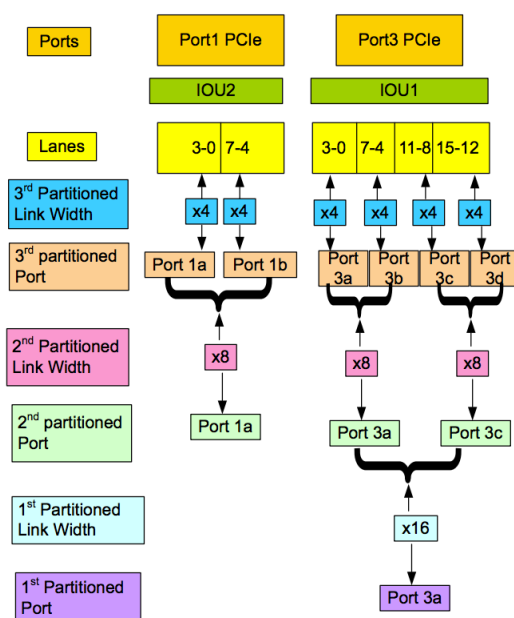 Ports
Port1 PCIe
Port3 PCIe
IOU2
IOU1
Lanes
3-0 7-4
3-0 7-4 11-8 15-12
3rd Partitioned
Link Width
x4 x4 x4 x4 x4 x4
3rd partitioned
Port
Port 1a
Port 1b
Port
3a
Port
3b
Port
3c
Port
3d
2nd Partitioned
Link Width
x8
x8
x8
2nd partitioned
Port
Port 1a
Port 3a
Port 3c
1st Partitioned
Link Width
x16
1st Partitioned
Port
Port 3a